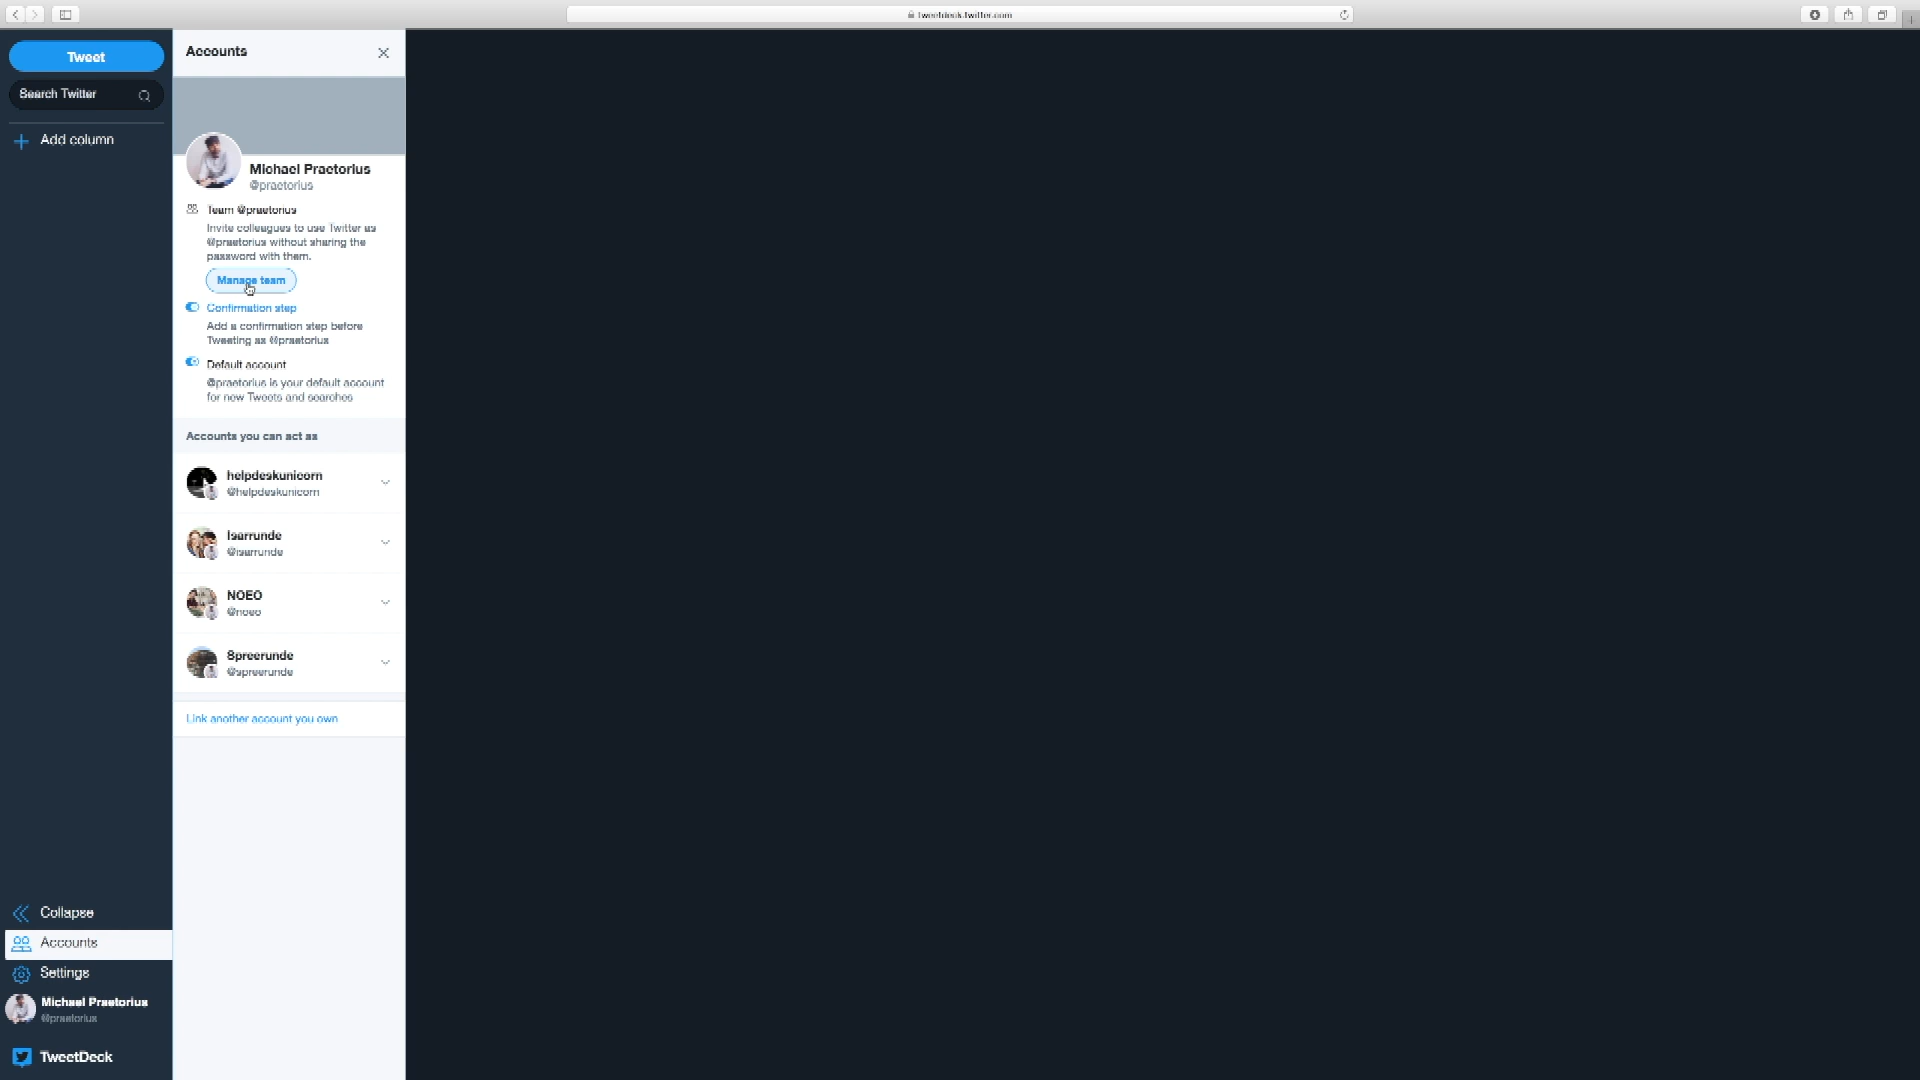 tweetdeck.twitter.com
Tweet
Search Twitter
Add column
Accounts
Michael Praetorius
@praetorius
Team @praetorius
Invite colleagues to use Twitter as
@praetorius without sharing the
password with them.
Manage team
Confirmation step
Add a confirmation step before
Tweeting as @praetorius
Default account
@praetorius is your default account
for new Tweets and searches
Accounts you can act as
helpdeskunicorn
@helpdeskunicorn
Isarrunde
@isarrunde
NOEO
@noeo
Spreerunde
@spreerunde
Link another account you own
Collapse
Accounts
Settings
Michael Praetorius
@praetorius
TweetDeck